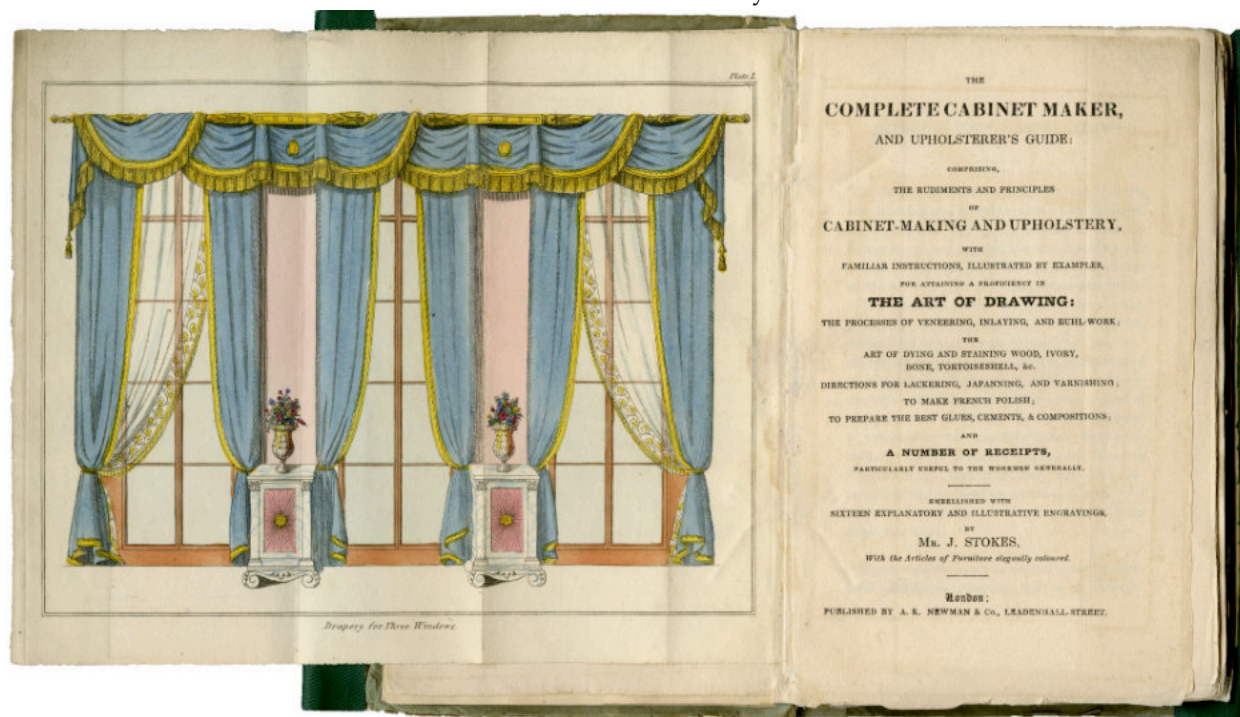 Plate I.
Drapery for Three Windows.
THE
COMPLETE CABINET MAKER,
AND UPHOLSTERER'S GUIDE:
COMPRISING,
THE RUDIMENTS AND PRINCIPLES
OF
CABINET-MAKING AND UPHOLSTERY,
WITH
FAMILIAR INSTRUCTIONS, ILLUSTRATED BY EXAMPLES,
FOR ATTAINING A PROFICIENCY IN
THE ART OF DRAWING:
THE PROCESSES OF VENEERING, INLAYING, AND BUHL-WORK;
THE
ART OF DYING AND STAINING WOOD, IVORY,
BONE, TORTOISESHELL, &c.
DIRECTIONS FOR LACKERING, JAPANNING, AND VARNISHING;
TO MAKE FRENCH POLISH;
TO PREPARE THE BEST GLUES, CEMENTS, & COMPOSITIONS;
AND
A NUMBER OF RECEIPTS,
PARTICULARLY USEFUL TO THE WORKMEN GENERALLY.
EMBELLISHED WITH
SIXTEEN EXPLANATORY AND ILLUSTRATIVE ENGRAVINGS,
BY
MR. J. STOKES,
With the Articles of Furniture elegantly coloured.
London:
PUBLISHED BY A. K. NEWMAN & Co., LEADENHALL-STREET.